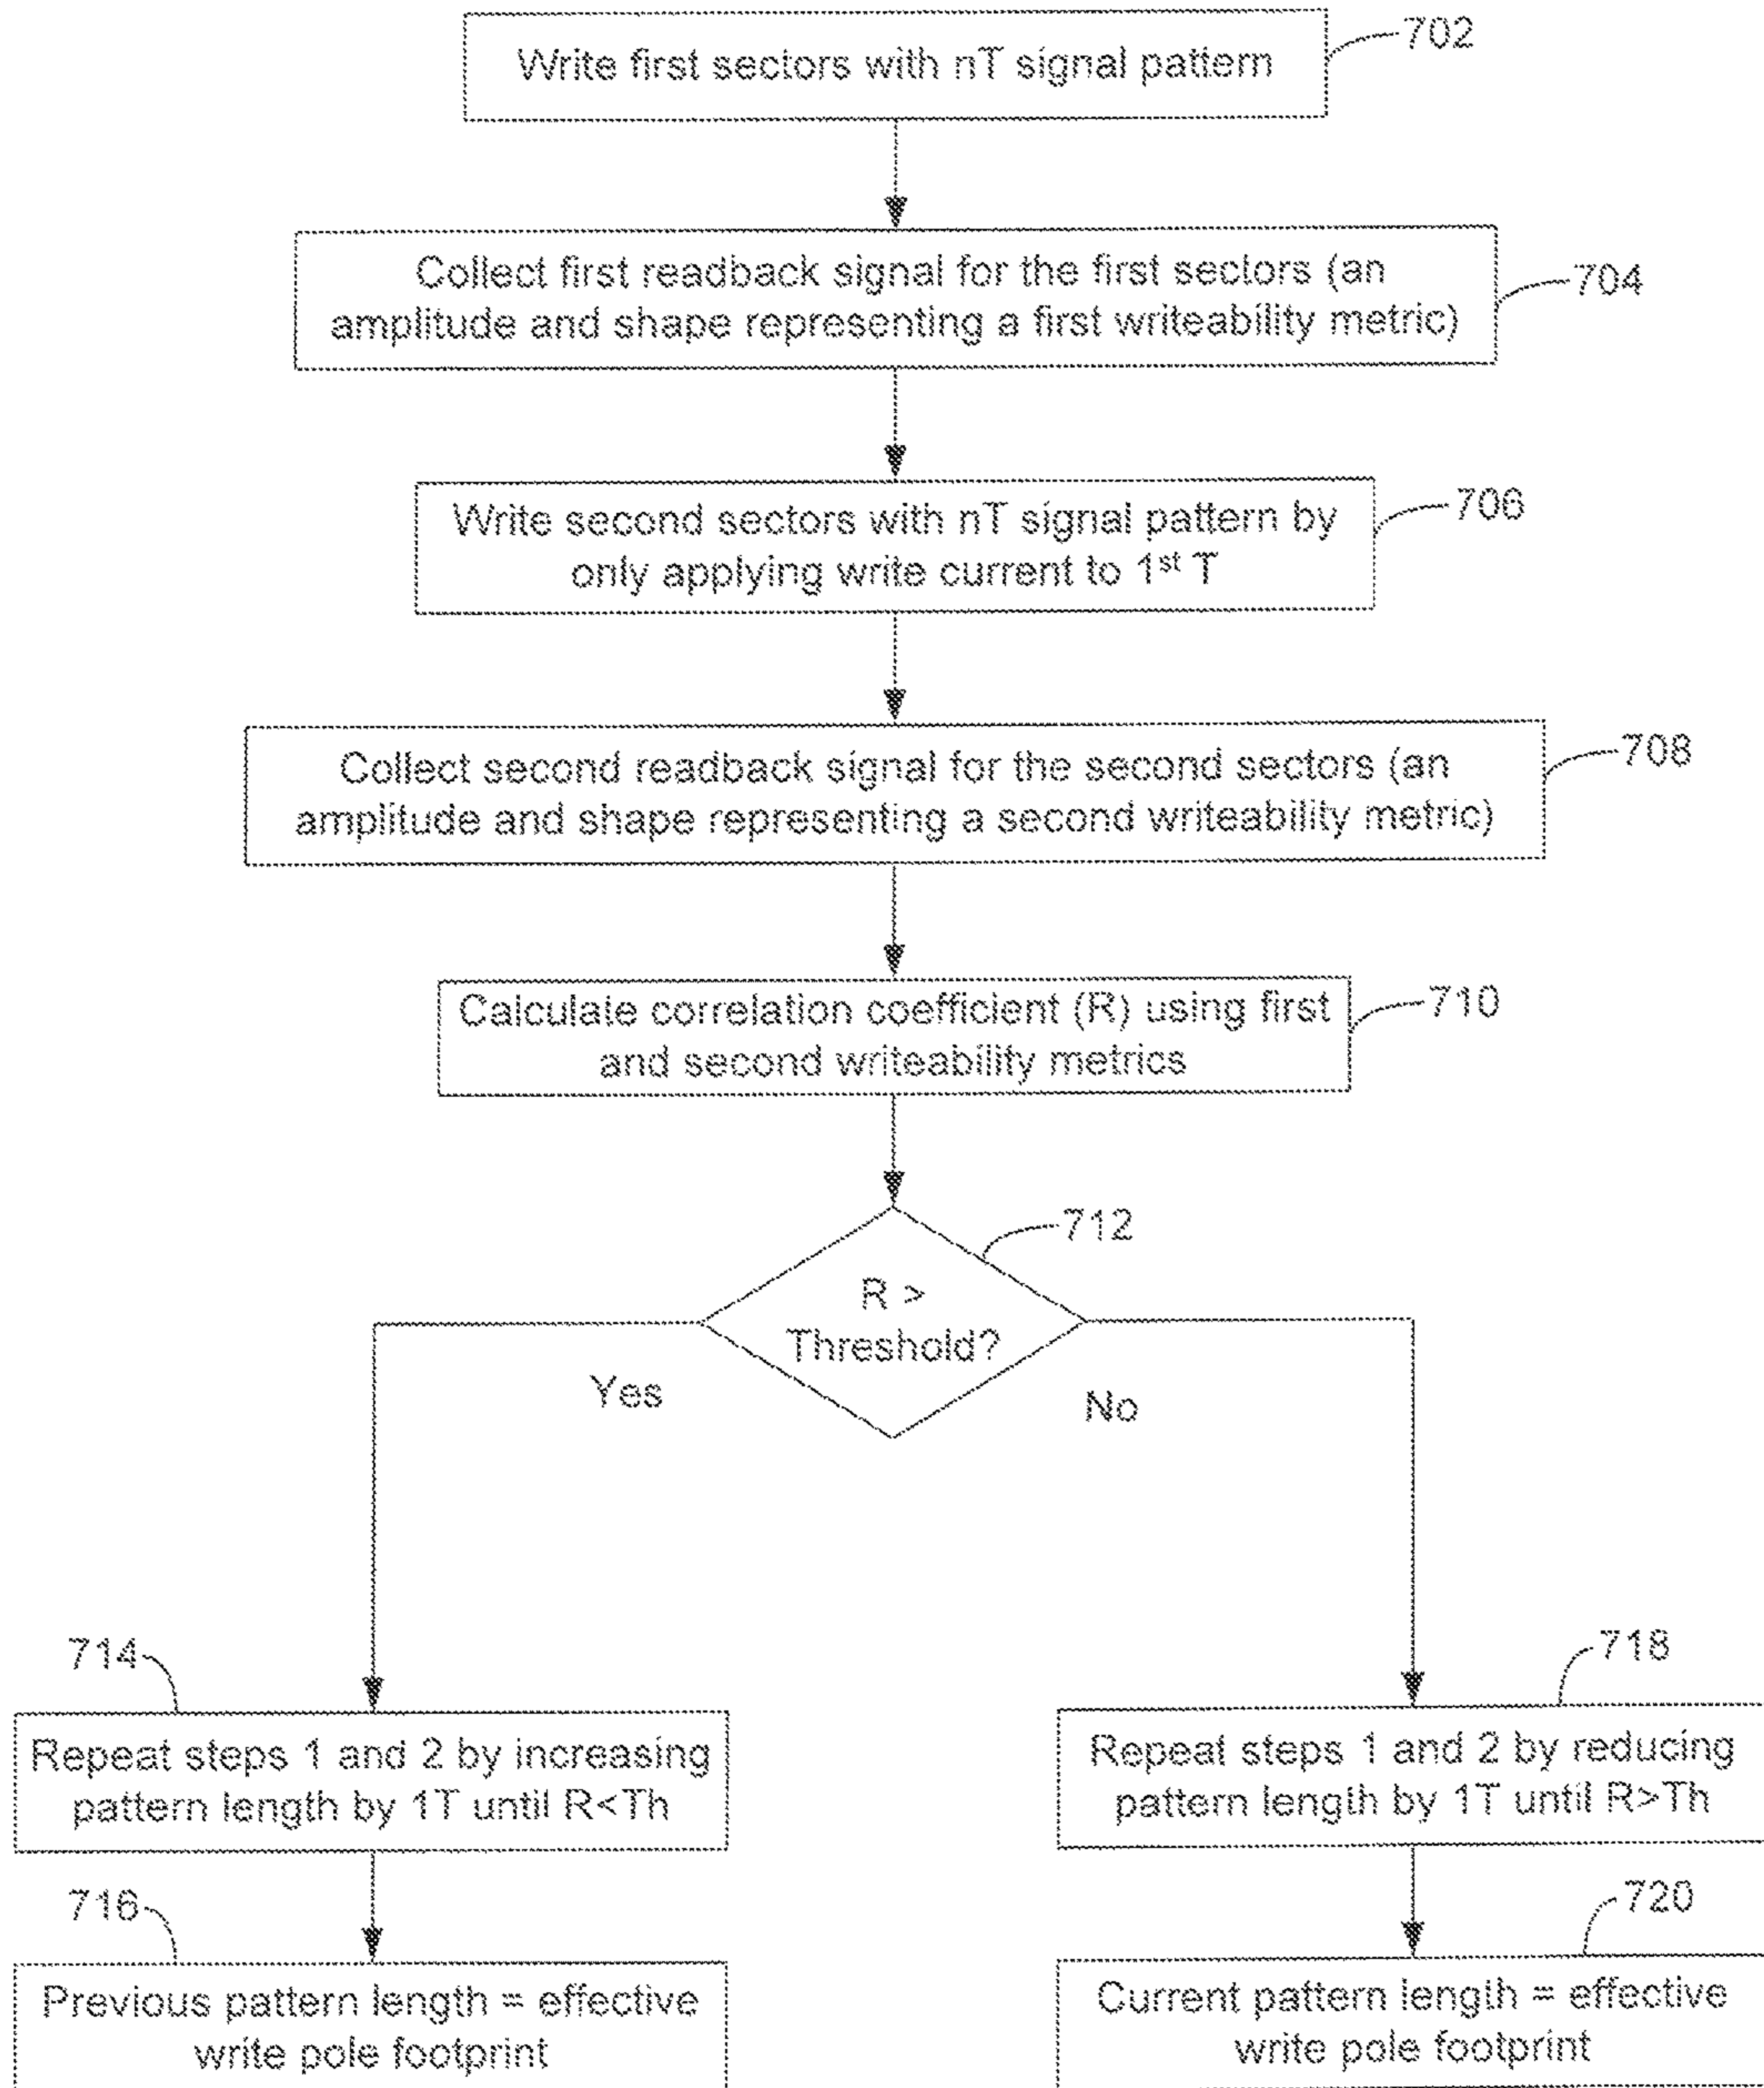 Write first sectors with nT signal pattern
702
Collect first readback signal for the first sectors (an
amplitude and shape representing a first writeability metric)
704
Write second sectors with nT signal pattern by
only applying write current to 1st T
706
Collect second readback signal for the second sectors (an
amplitude and shape representing a second writeability metric)
708
Calculate correlation coefficient (R) using first
and second writeability metrics
710
712
R >
Threshold?
Yes
No
714
Repeat steps 1 and 2 by increasing
pattern length by 1T until R<Th
718
Repeat steps 1 and 2 by reducing
pattern length by 1T until R>Th
716
Previous pattern length = effective
write pole footprint
720
Current pattern length = effective
write pole footprint